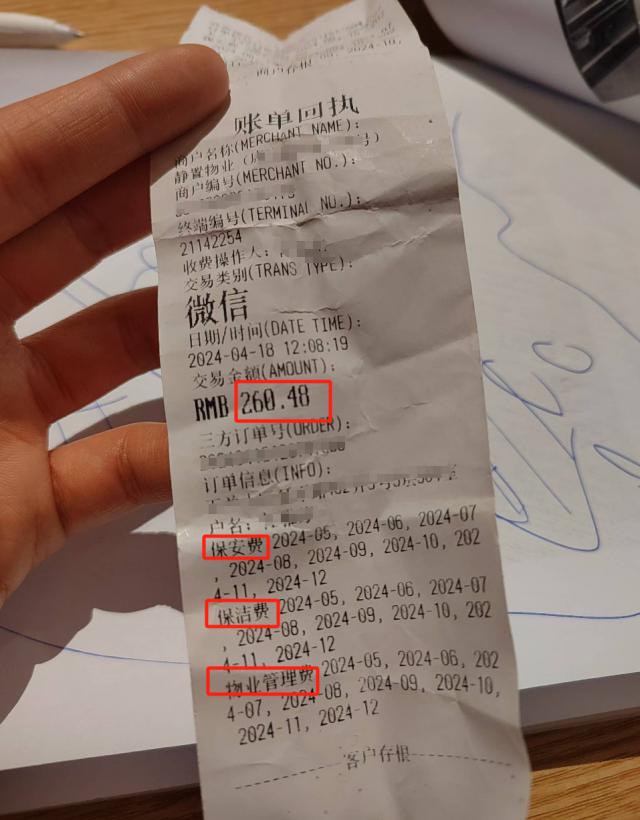 商户存根
2024-10,
账单回执
商户名称(MERCHANT NAME):
静置物业 (   号)
商户编号(MERCHANT NO.):
终端编号(TERMINAL NO.):
21142254
收费操作人:
交易类别(TRANS TYPE):
微信
日期/时间(DATE TIME):
2024-04-18 12:08:19
交易金额(AMOUNT):
RMB 260.48
三方订单号(ORDER):
订单信息(INFO):
户名:
保安费 2024-05, 2024-06, 2024-07
, 2024-08, 2024-09, 2024-10, 202
4-11, 2024-12
保洁费 2024-05, 2024-06, 2024-07
, 2024-08, 2024-09, 2024-10, 202
4-11, 2024-12
物业管理费 2024-05, 2024-06, 202
4-07, 2024-08, 2024-09, 2024-10,
2024-11, 2024-12
客户存根